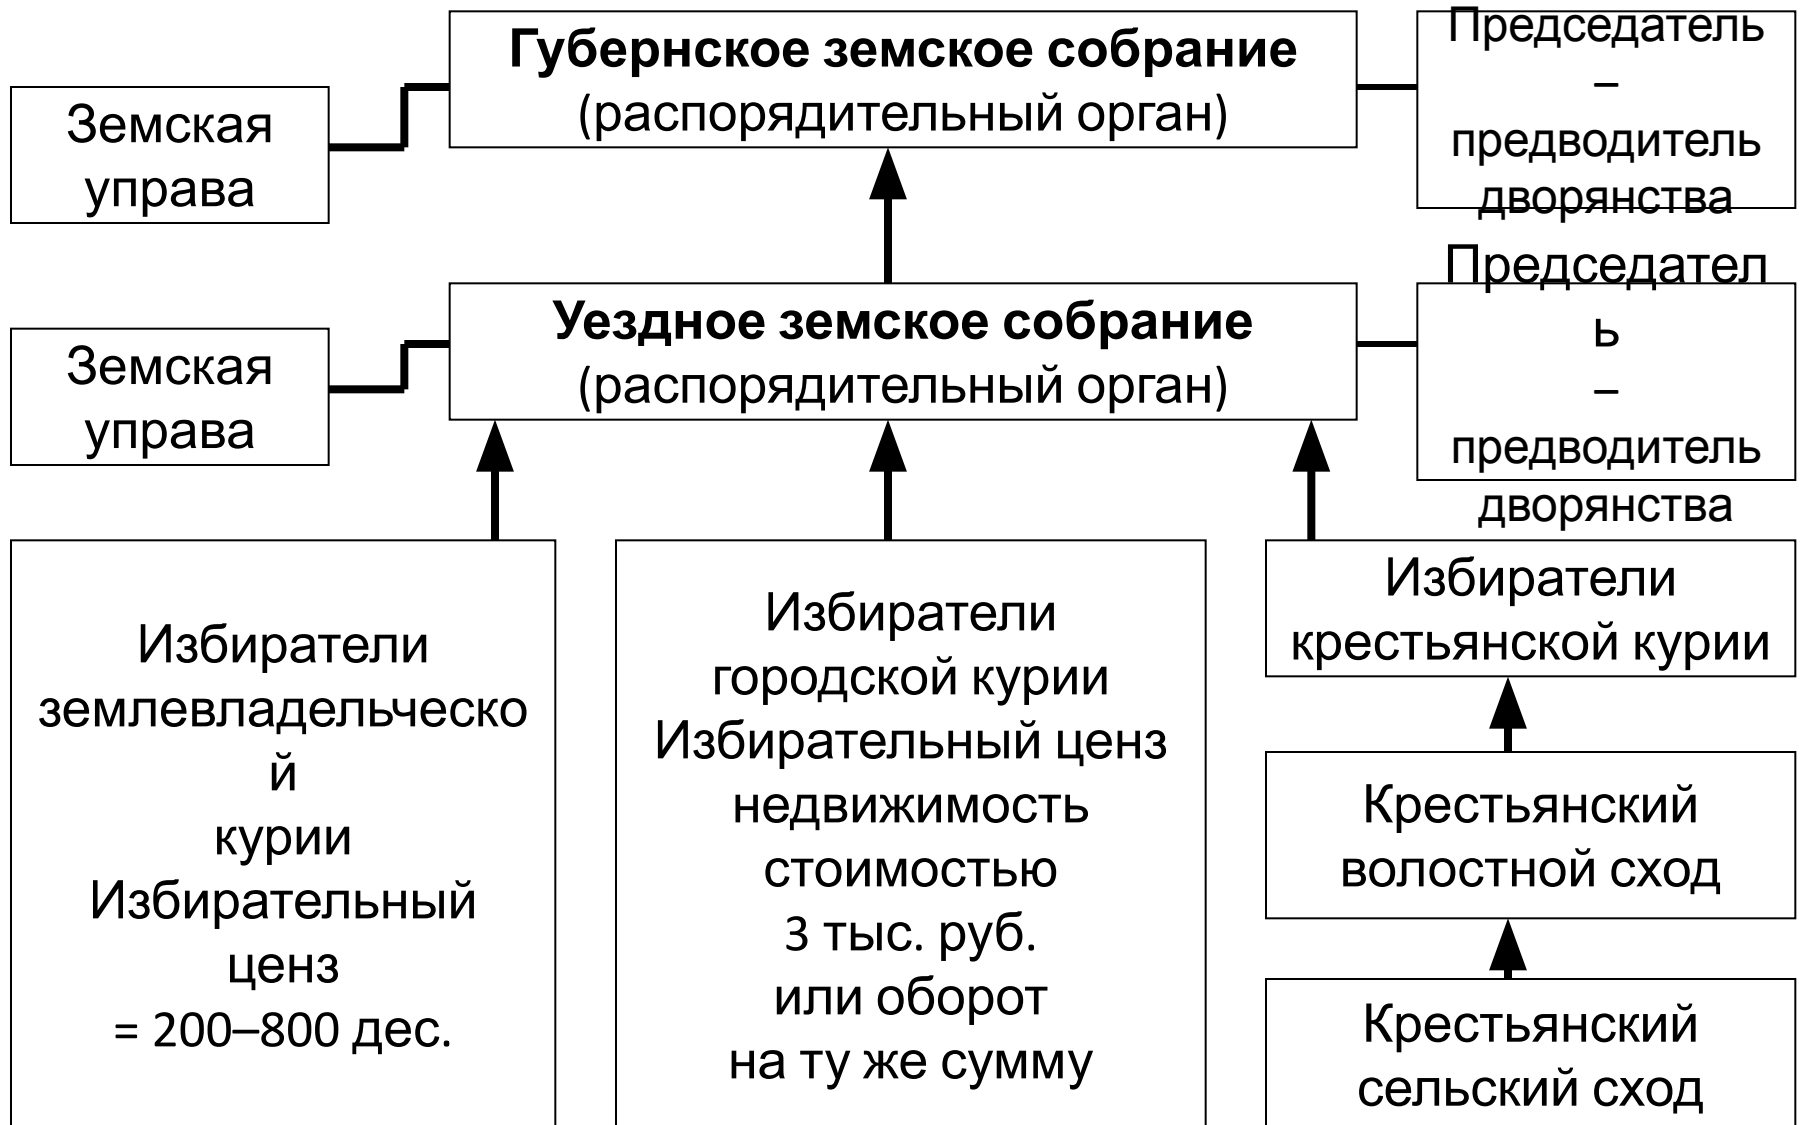 Губернское земское собрание
(распорядительный орган)
Председатель
–
предводитель
дворянства
Земская
управа
Уездное земское собрание
(распорядительный орган)
Председател
ь
–
предводитель
дворянства
Земская
управа
Избиратели
землевладельческо
й
курии
Избирательный
ценз
= 200–800 дес.
Избиратели
городской курии
Избирательный ценз
недвижимость
стоимостью
3 тыс. руб.
или оборот
на ту же сумму
Избиратели
крестьянской курии
Крестьянский
волостной сход
Крестьянский
сельский сход